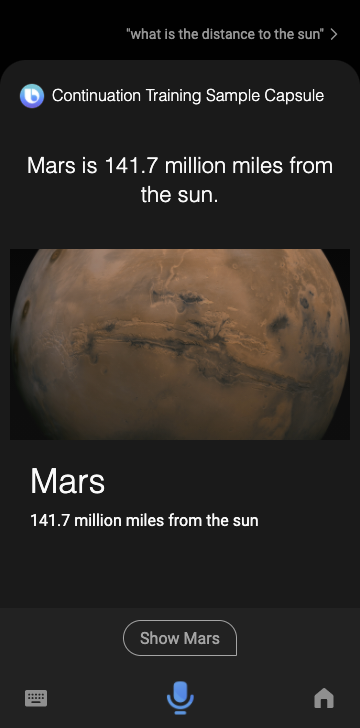 "what is the distance to the sun"
Continuation Training Sample Capsule
Mars is 141.7 million miles from
the sun.
Mars
141.7 million miles from the sun
Show Mars